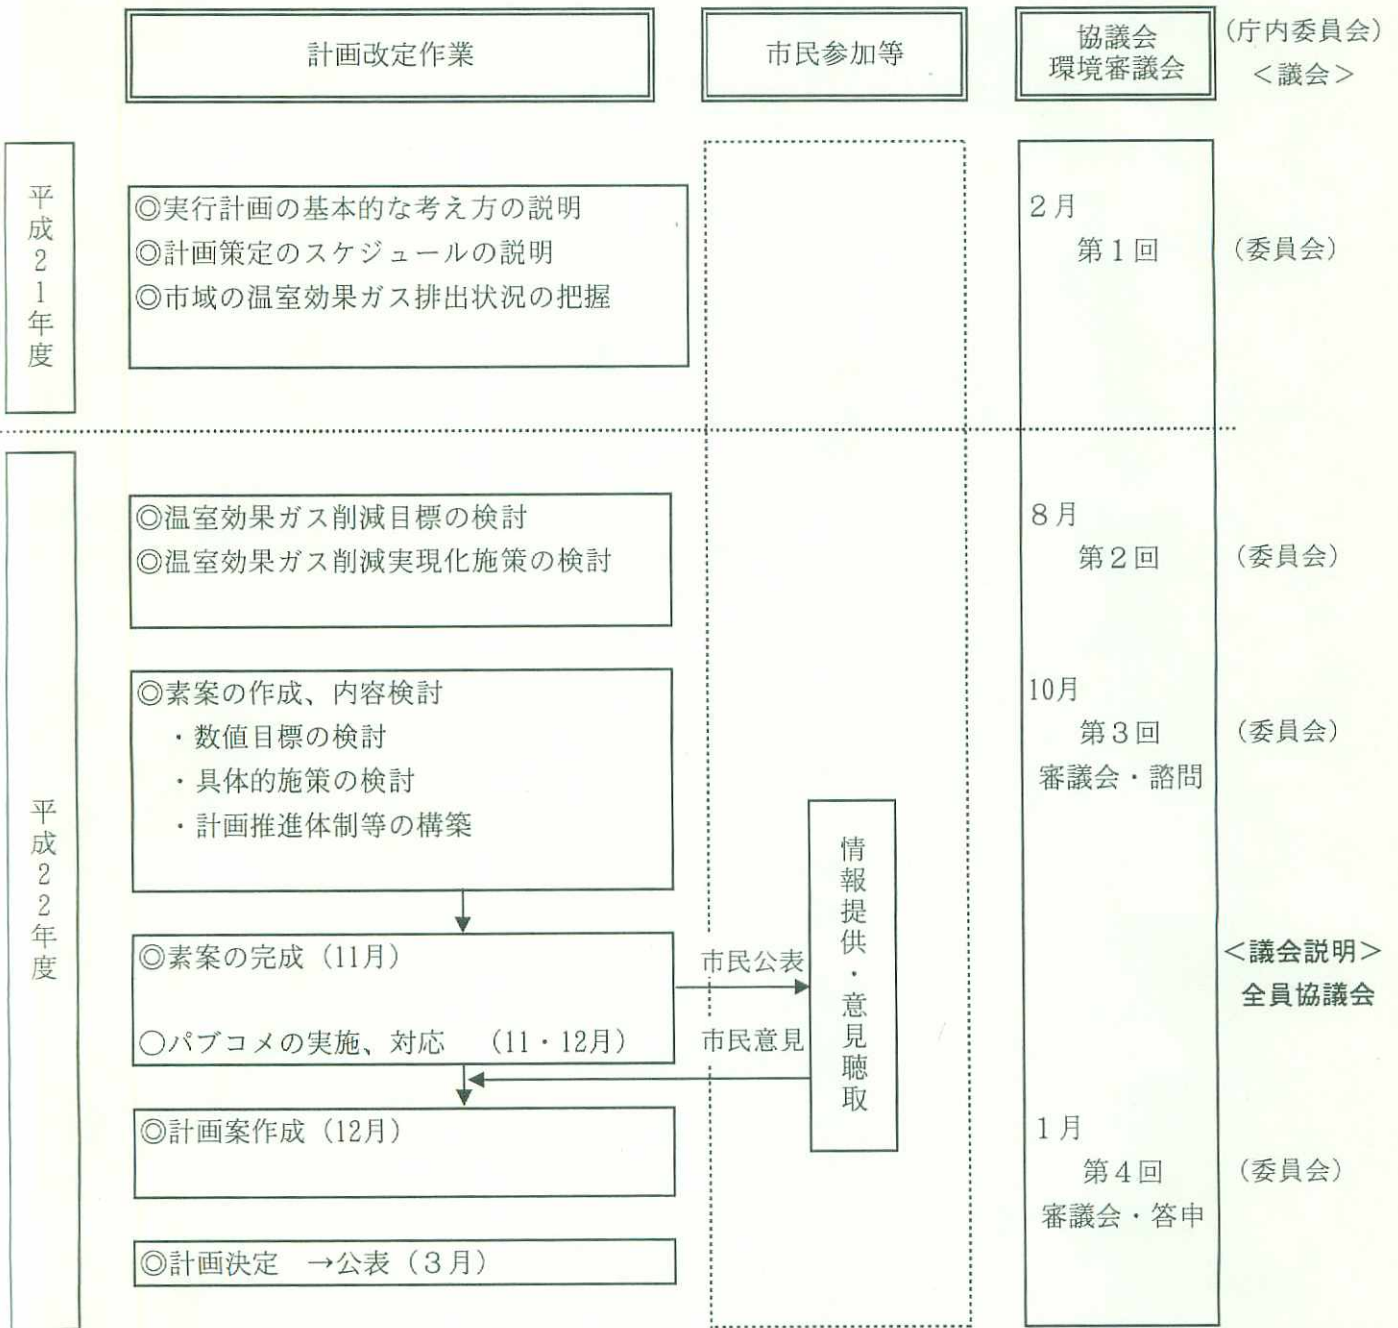 計画改定作業
市民参加等
協議会
環境審議会
(庁内委員会)
＜議会＞
平成21年度
◎実行計画の基本的な考え方の説明
◎計画策定のスケジュールの説明
◎市域の温室効果ガス排出状況の把握
2月
第1回
(委員会)
平成22年度
◎温室効果ガス削減目標の検討
◎温室効果ガス削減実現化施策の検討
8月
第2回
(委員会)
◎素案の作成、内容検討
・数値目標の検討
・具体的施策の検討
・計画推進体制等の構築
10月
第3回
審議会・諮問
(委員会)
情報提供・意見聴取
◎素案の完成（11月）
○パブコメの実施、対応　（11・12月）
市民公表
市民意見
＜議会説明＞
全員協議会
◎計画案作成（12月）
1月
第4回
審議会・答申
(委員会)
◎計画決定　→公表（3月）